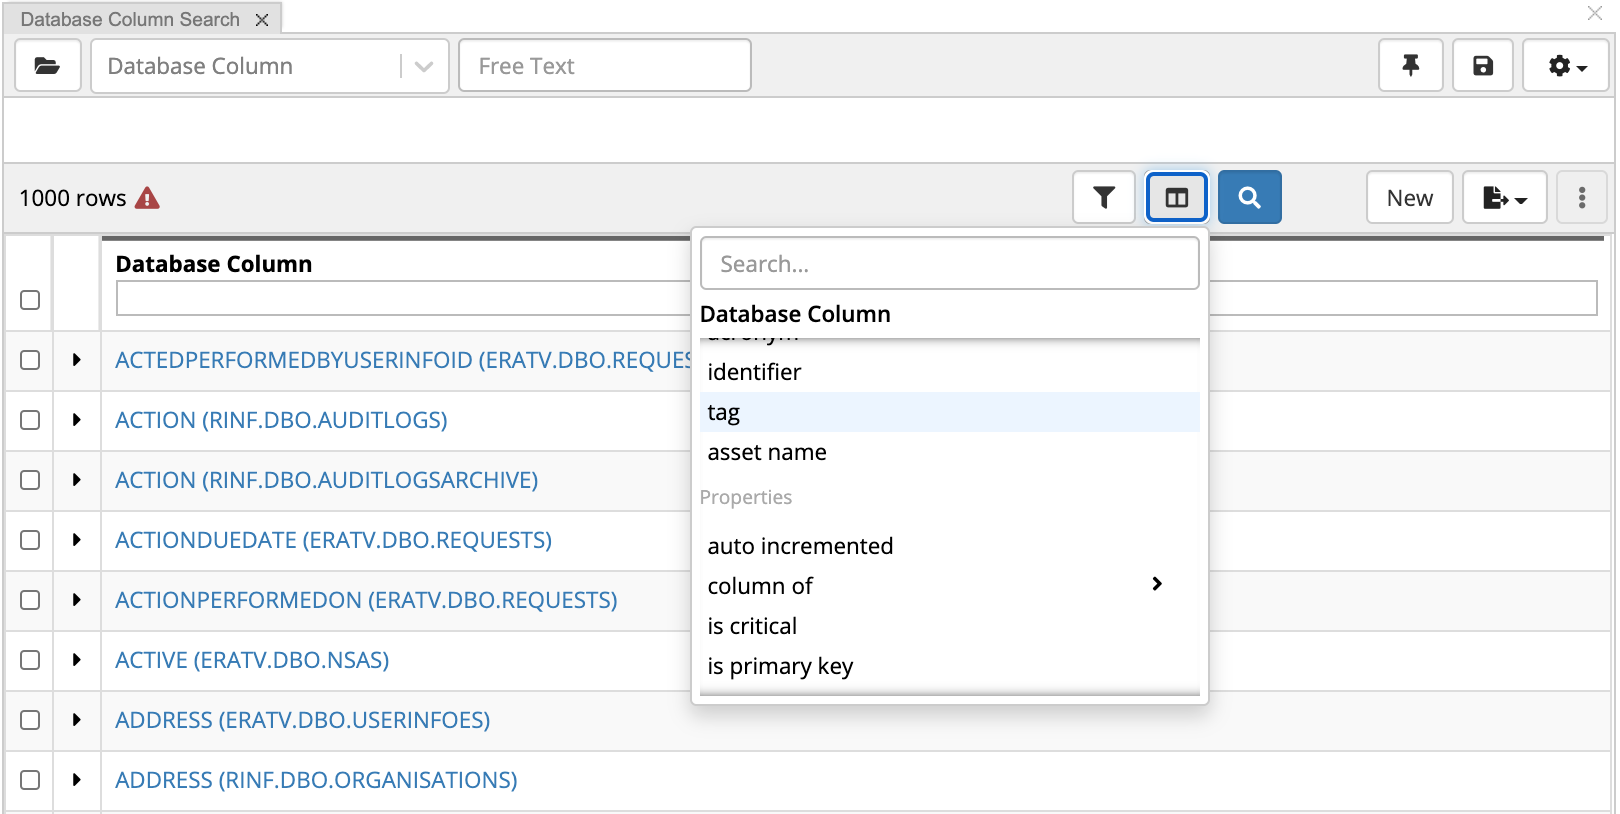 Database Column Search
Database Column
Free Text
1000 rows
New
Search...
Database Column
Database Column
acronym
identifier
tag
asset name
Properties
auto incremented
column of
is critical
is primary key
ACTEDPERFORMEDBYUSERINFOID (ERATV.DBO.REQUES
ACTION (RINF.DBO.AUDITLOGS)
ACTION (RINF.DBO.AUDITLOGSARCHIVE)
ACTIONDUEDATE (ERATV.DBO.REQUESTS)
ACTIONPERFORMEDON (ERATV.DBO.REQUESTS)
ACTIVE (ERATV.DBO.NSAS)
ADDRESS (ERATV.DBO.USERINFOES)
ADDRESS (RINF.DBO.ORGANISATIONS)